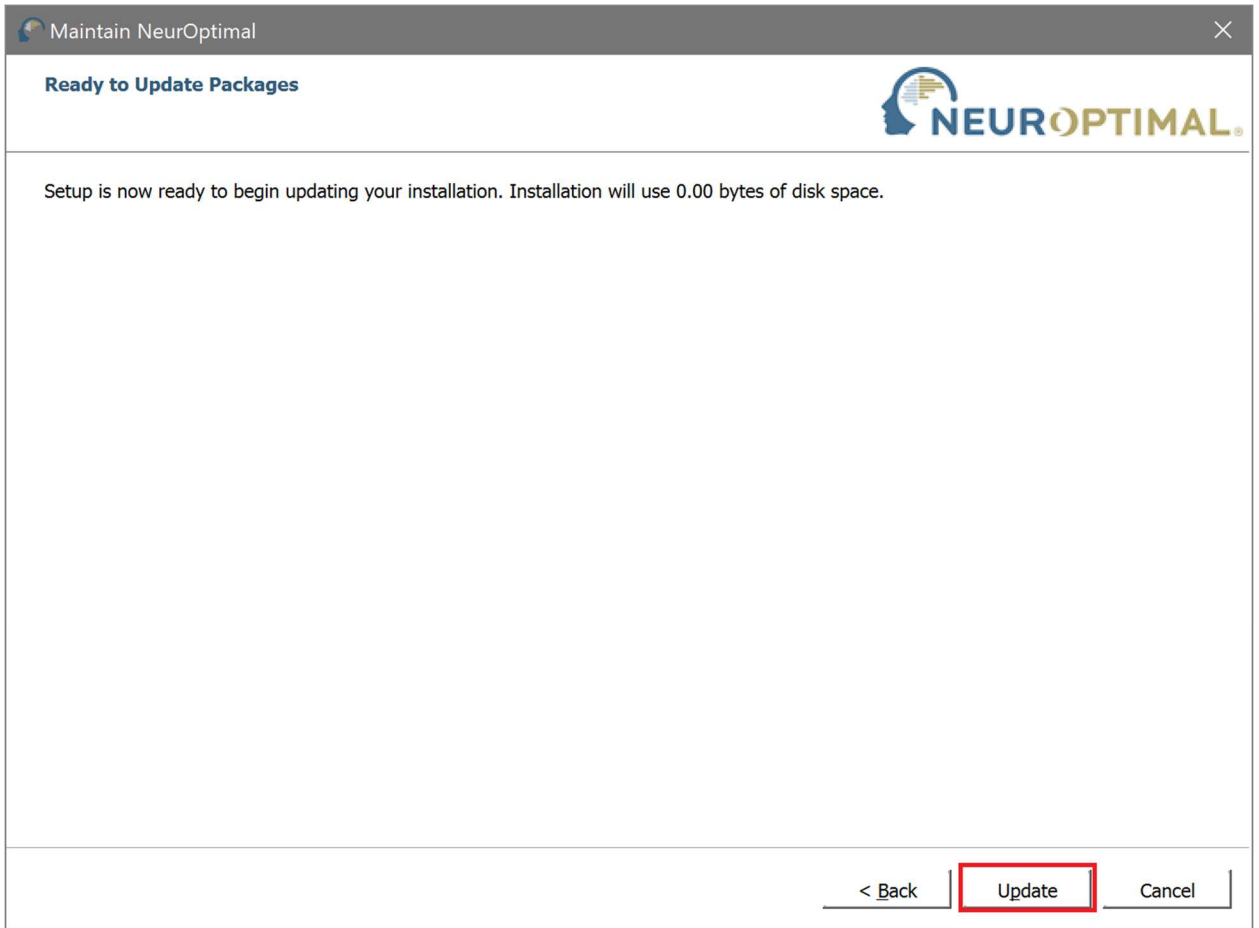 Maintain NeurOptimal
Ready to Update Packages
NEUROPTIMAL®
Setup is now ready to begin updating your installation. Installation will use 0.00 bytes of disk space.
< Back
Update
Cancel